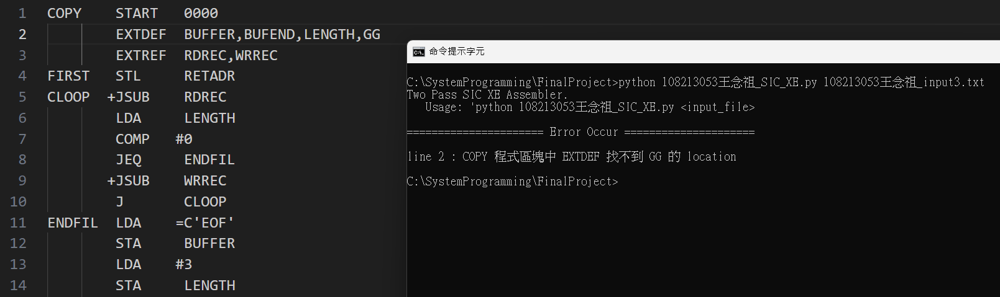 1 COPY START 0000
2 EXTDEF BUFFER,BUFEND,LENGTH,GG
3 EXTREF RDREC,WRREC
4 FIRST STL RETADR
5 CLOOP +JSUB RDREC
6 LDA LENGTH
7 COMP #0
8 JEQ ENDFIL
9 +JSUB WRREC
10 J CLOOP
11 ENDFIL LDA =C'EOF'
12 STA BUFFER
13 LDA #3
14 STA LENGTH
命令提示字元
C:\SystemProgramming\FinalProject>python 108213053王念祖_SIC_XE.py 108213053王念祖_input3.txt
Two Pass SIC XE Assembler.
Usage: 'python 108213053王念祖_SIC_XE.py <input_file>
====================== Error Occur =====================
line 2 : COPY 程式區塊中 EXTDEF 找不到 GG 的 location
C:\SystemProgramming\FinalProject>